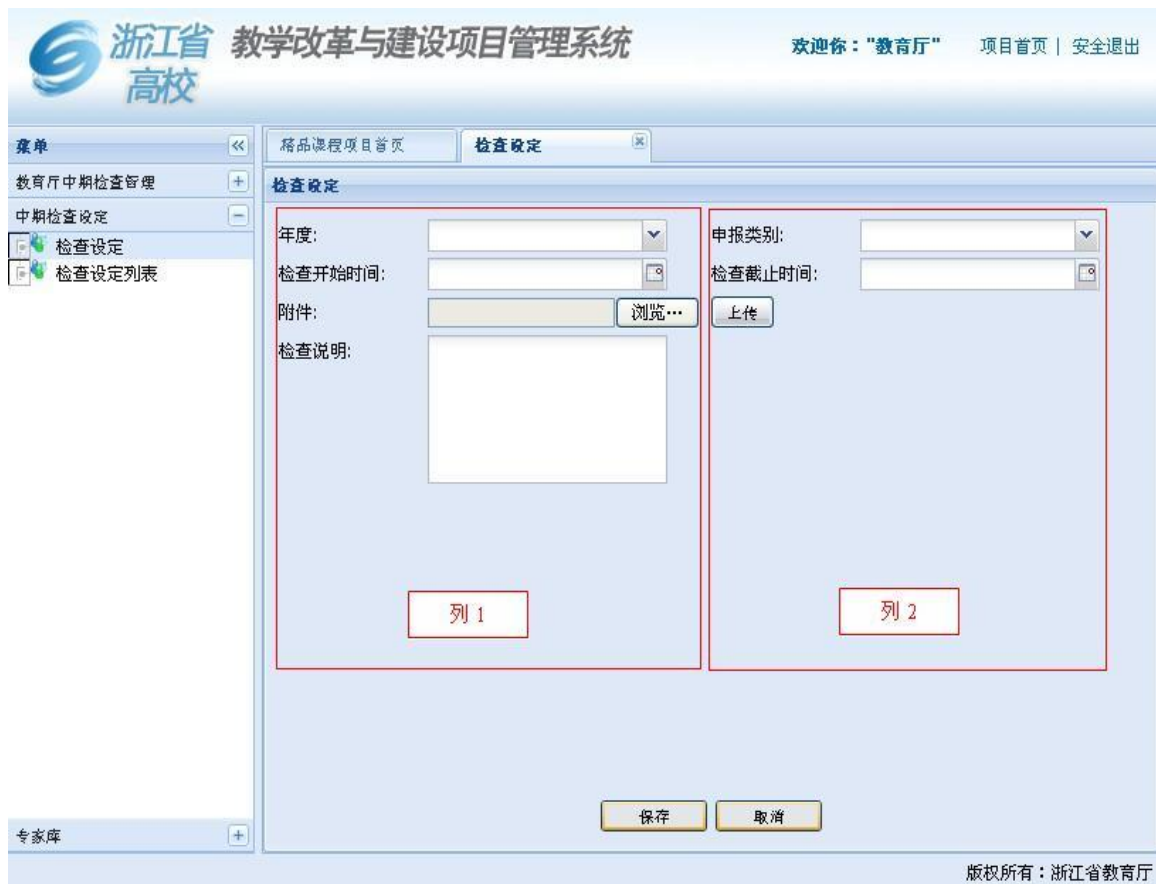 浙江省 教学改革与建设项目管理系统
高校
欢迎你："教育厅" 项目首页 | 安全退出
菜单
精品课程项目首页 检查设定
教育厅中期检查管理
检查设定
中期检查设定
检查设定
检查设定列表
年度: 申报类别:
检查开始时间: 检查截止时间:
附件: 浏览… 上传
检查说明:
列 1 列 2
保存 取消
专家库
版权所有：浙江省教育厅